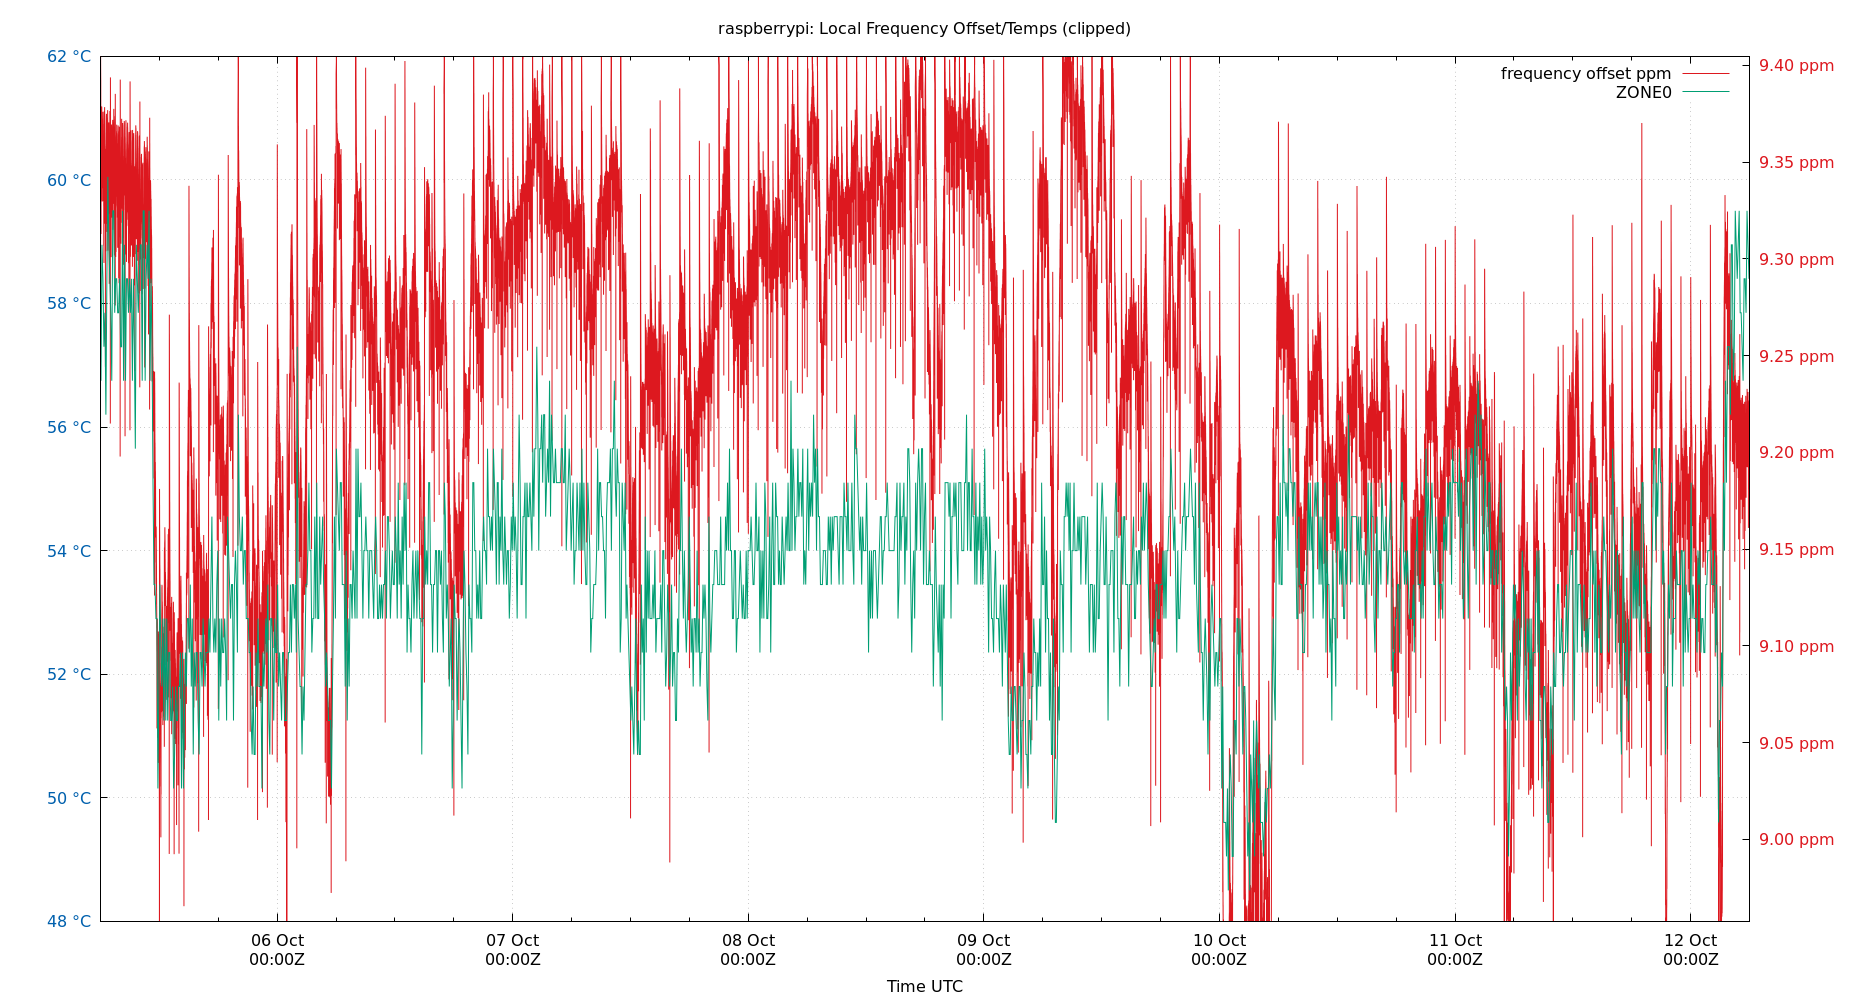 raspberrypi: Local Frequency Offset/Temps (clipped)
frequency offset ppm
ZONE0
62 °C
60 °C
58 °C
56 °C
54 °C
52 °C
50 °C
48 °C
9.40 ppm
9.35 ppm
9.30 ppm
9.25 ppm
9.20 ppm
9.15 ppm
9.10 ppm
9.05 ppm
9.00 ppm
06 Oct
00:00Z
07 Oct
00:00Z
08 Oct
00:00Z
09 Oct
00:00Z
10 Oct
00:00Z
11 Oct
00:00Z
12 Oct
00:00Z
Time UTC